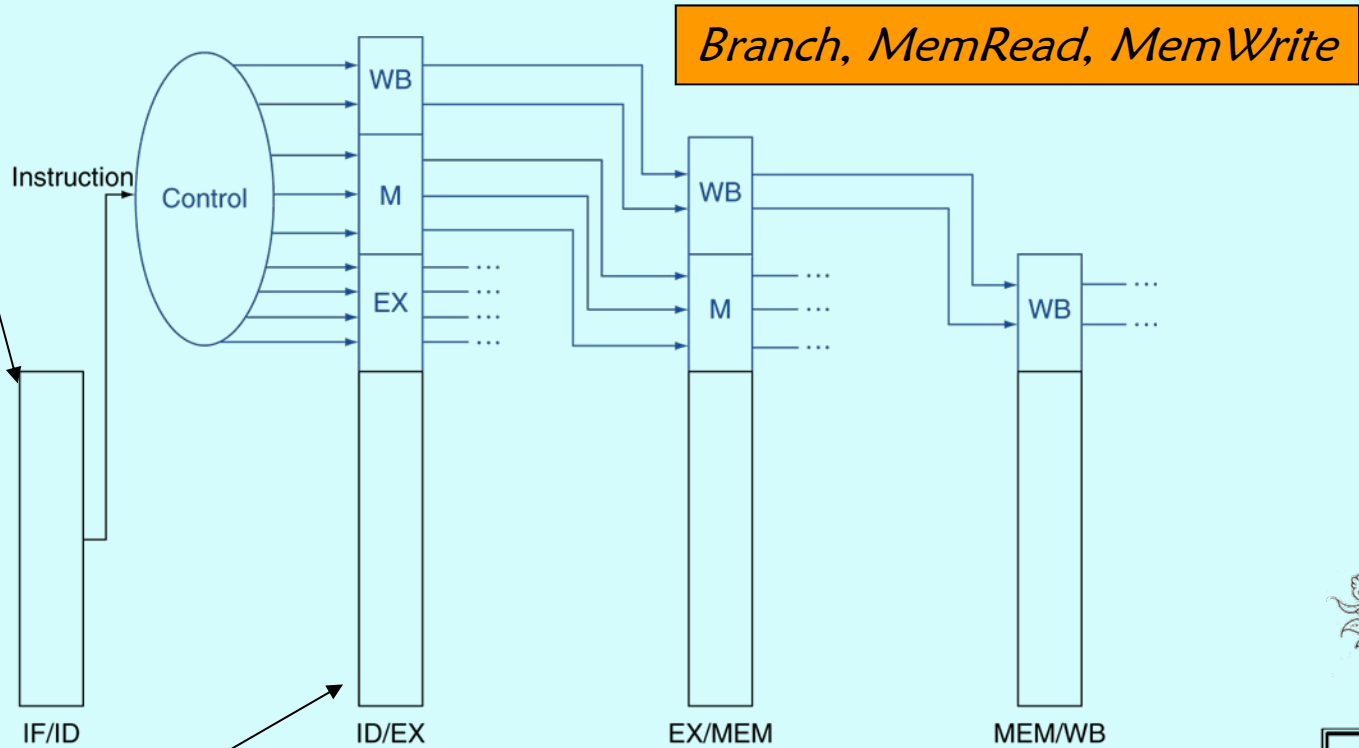 Branch, MemRead, MemWrite
Instruction
Control
WB
M
EX
...
...
...
...
WB
M
...
...
...
WB
...
...
IF/ID
ID/EX
EX/MEM
MEM/WB